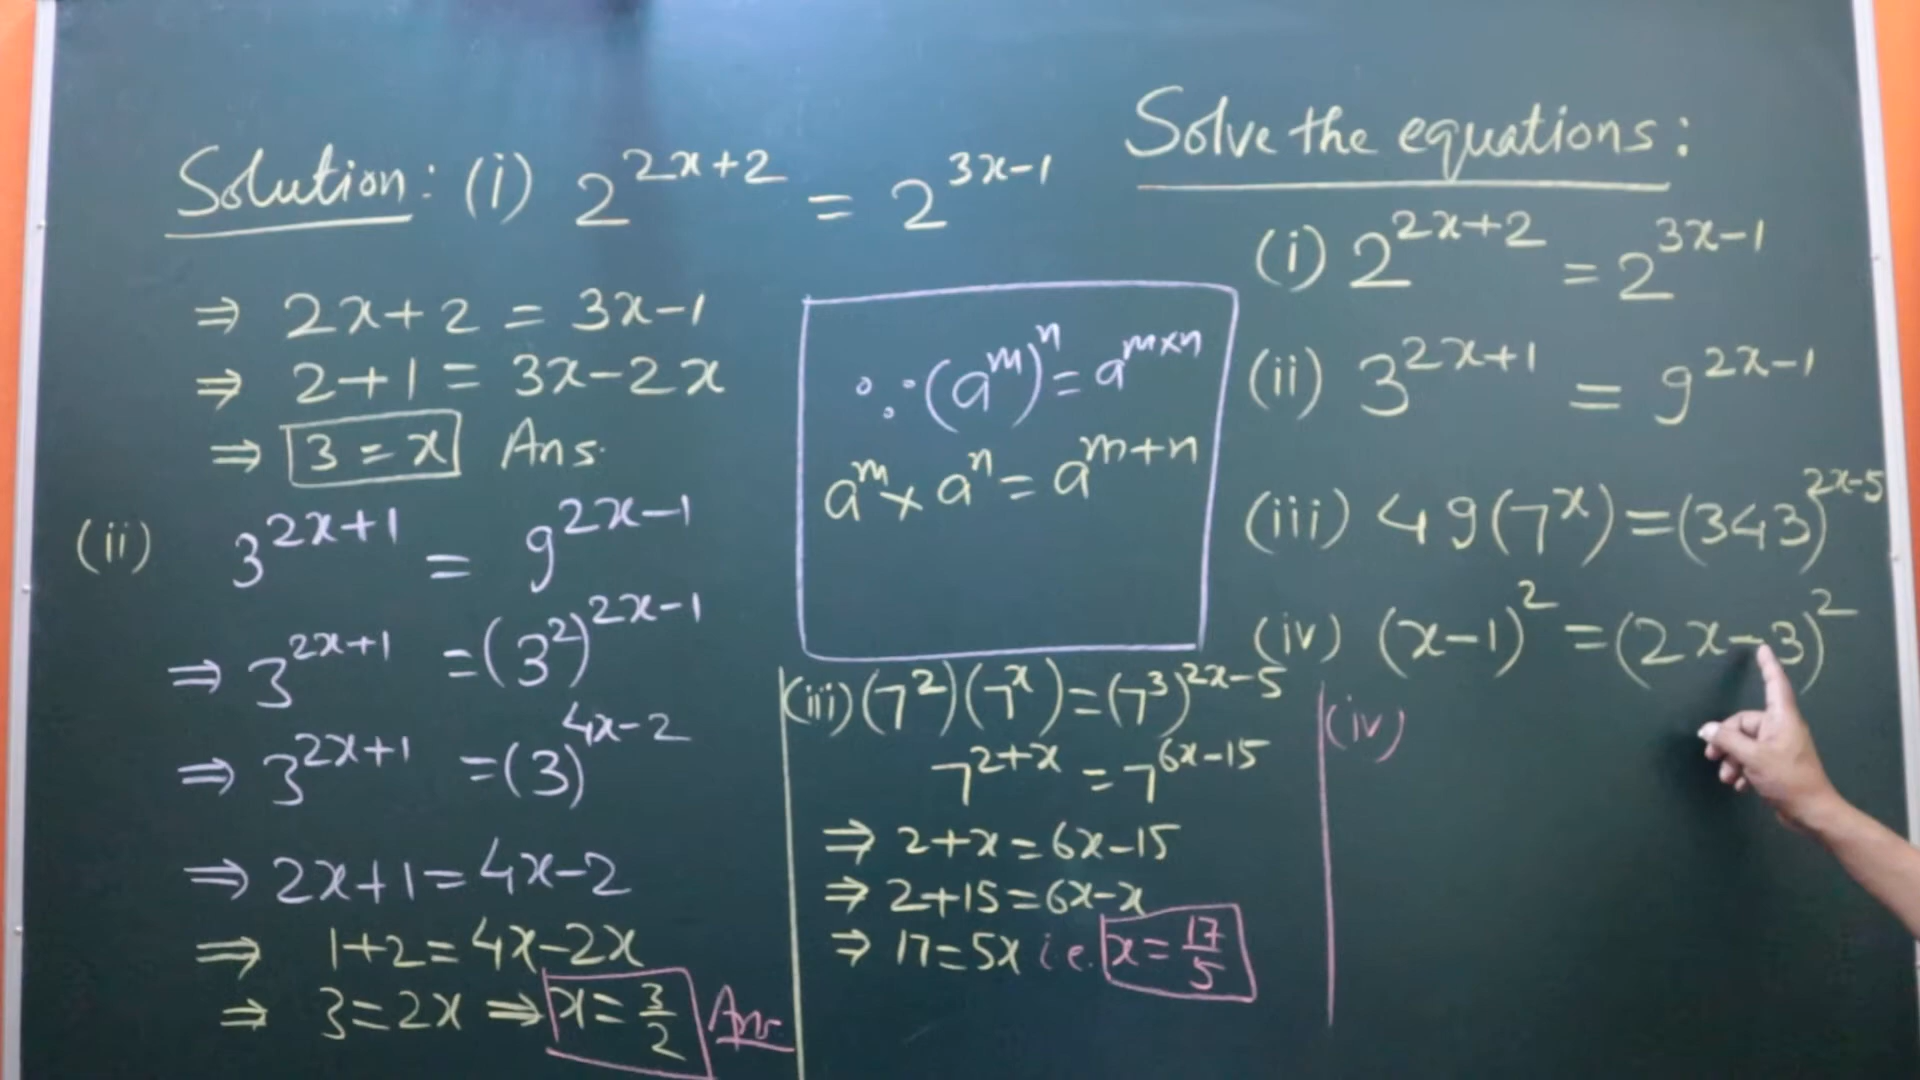 Solution: (i) 2^{2x+2} = 2^{3x-1}
⇒ 2x+2 = 3x-1
⇒ 2+1 = 3x-2x
⇒ 3 = x Ans.
(ii) 3^{2x+1} = 9^{2x-1}
⇒ 3^{2x+1} = (3^2)^{2x-1}
⇒ 3^{2x+1} = (3)^{4x-2}
⇒ 2x+1 = 4x-2
⇒ 1+2 = 4x-2x
⇒ 3 = 2x ⇒ x = 3/2 Ans.
∵ (a^m)^n = a^{m×n}
a^m × a^n = a^{m+n}
(iii) (7^2)(7^x) = (7^3)^{2x-5}
7^{2+x} = 7^{6x-15}
⇒ 2+x = 6x-15
⇒ 2+15 = 6x-x
⇒ 17 = 5x i.e. x = 17/5
Solve the equations:
(i) 2^{2x+2} = 2^{3x-1}
(ii) 3^{2x+1} = 9^{2x-1}
(iii) 49(7^x) = (343)^{2x-5}
(iv) (x-1)^2 = (2x-3)^2
(iv)